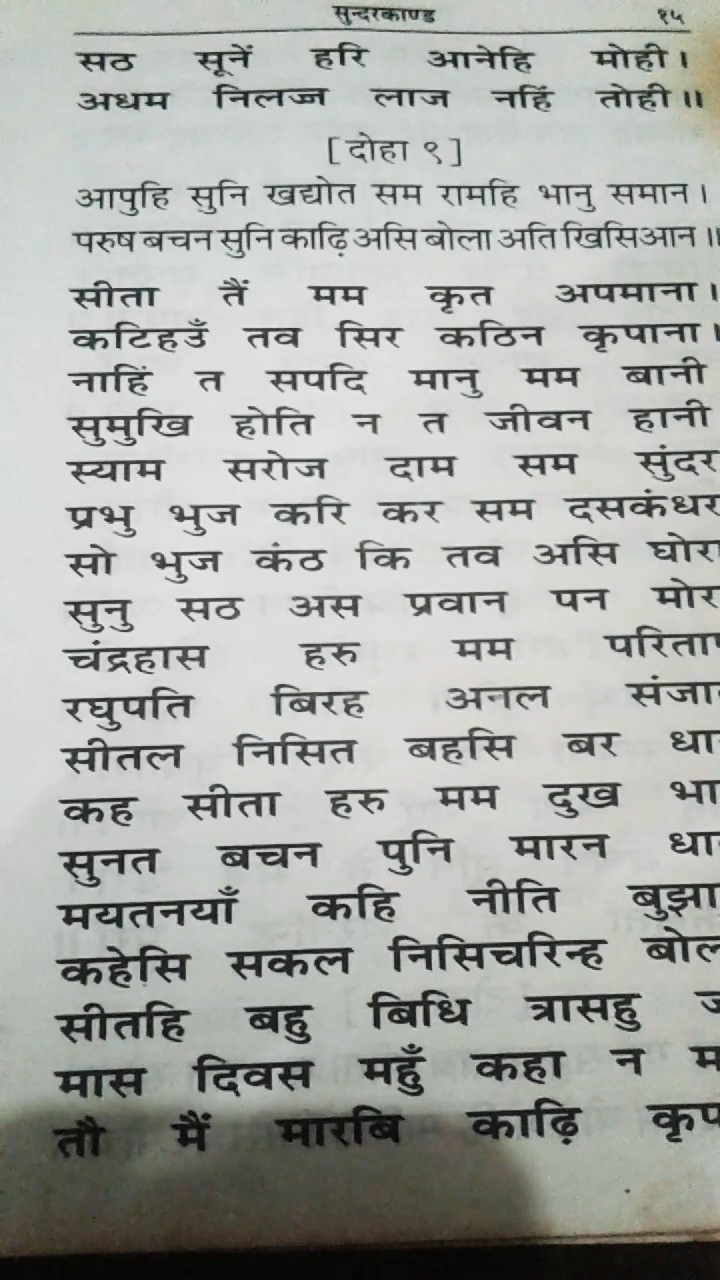 सुन्दरकाण्ड १५
सठ सूनें हरि आनेहि मोही।
अधम निलज्ज लाज नहिं तोही॥
[दोहा ९]
आपुहि सुनि खद्योत सम रामहि भानु समान।
परुष बचन सुनि काढ़ि असि बोला अति खिसिआन॥
सीता तैं मम कृत अपमाना।
कटिहउँ तव सिर कठिन कृपाना।
नाहिं त सपदि मानु मम बानी
सुमुखि होति न त जीवन हानी
स्याम सरोज दाम सम सुंदर
प्रभु भुज करि कर सम दसकंधर
सो भुज कंठ कि तव असि घोरा
सुनु सठ अस प्रवान पन मोर
चंद्रहास हरु मम
रघुपति बिरह अनल
सीतल निसित बहसि बर
कह सीता हरु मम दुख
सुनत बचन पुनि मारन
मयतनयाँ कहि नीति
कहेसि सकल निसिचरिन्ह
सीतहि बहु बिधि त्रासहु
मास दिवस महुँ कहा न
तौ मैं मारबि काढ़ि